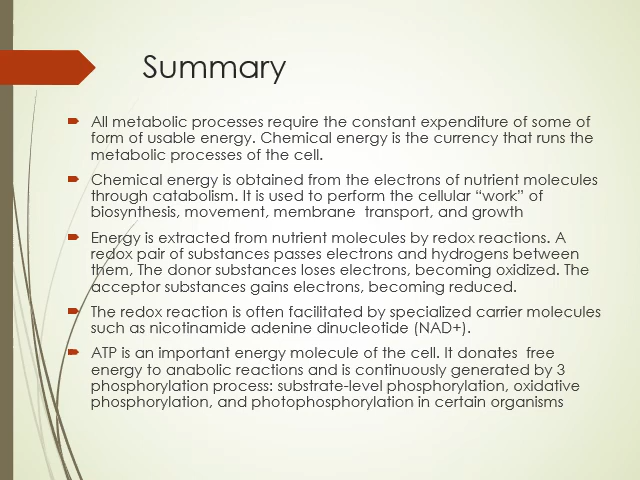 Summary
All metabolic processes require the constant expenditure of some of
form of usable energy. Chemical energy is the currency that runs the
metabolic processes of the cell.
Chemical energy is obtained from the electrons of nutrient molecules
through catabolism. It is used to perform the cellular “work” of
biosynthesis, movement, membrane  transport, and growth
Energy is extracted from nutrient molecules by redox reactions. A
redox pair of substances passes electrons and hydrogens between
them, The donor substances loses electrons, becoming oxidized. The
acceptor substances gains electrons, becoming reduced.
The redox reaction is often facilitated by specialized carrier molecules
such as nicotinamide adenine dinucleotide (NAD+).
ATP is an important energy molecule of the cell. It donates  free
energy to anabolic reactions and is continuously generated by 3
phosphorylation process: substrate-level phosphorylation, oxidative
phosphorylation, and photophosphorylation in certain organisms